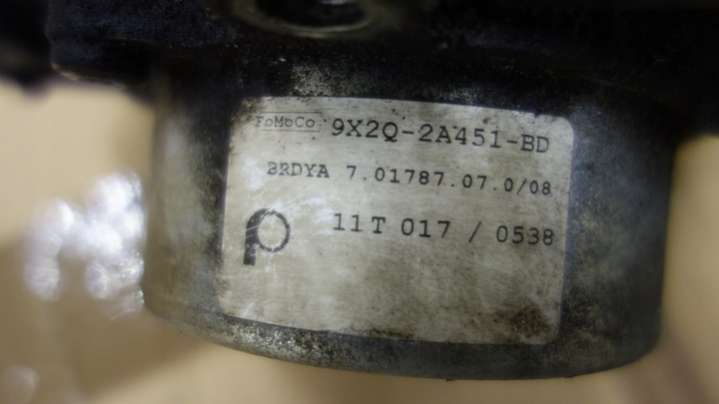 FoMoCo 9X2Q-2A451-BD
BRDYA 7.01787.07.0/08
11T 017 / 0538